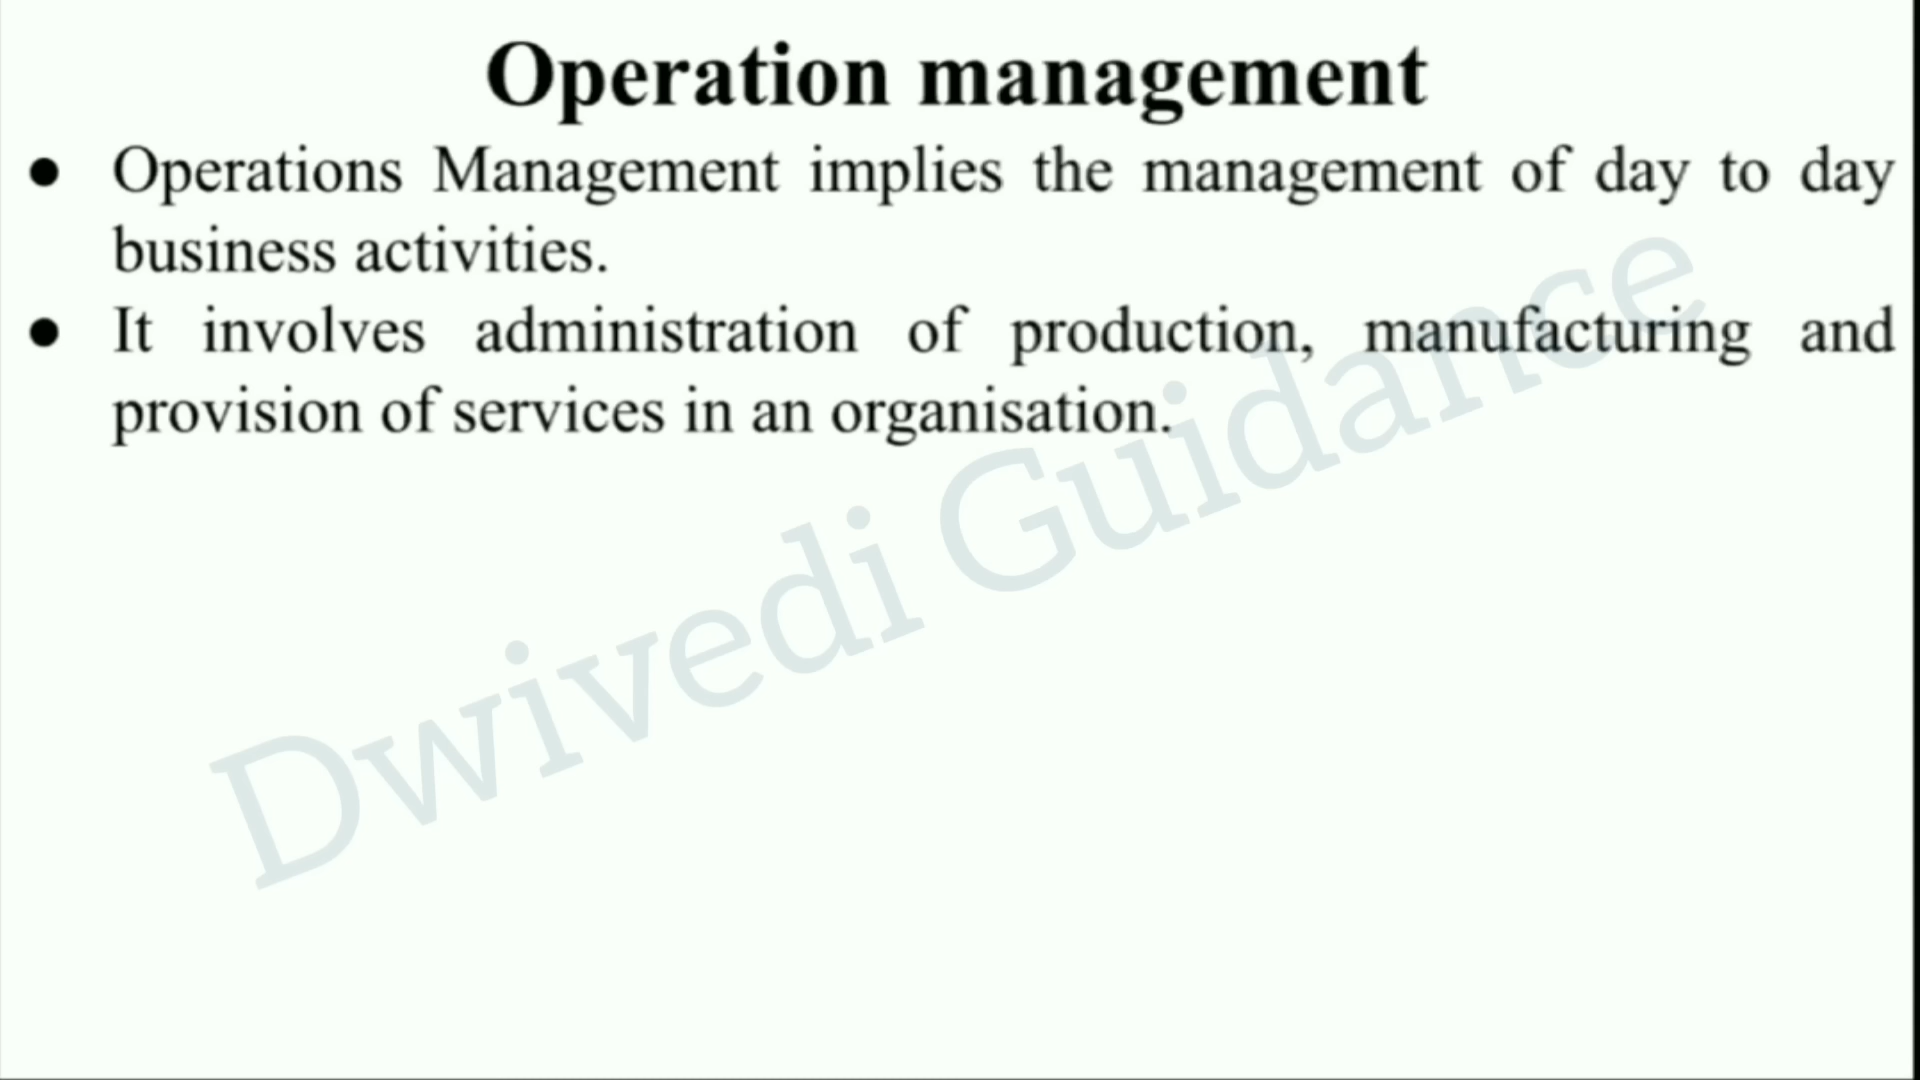 Operation management
● Operations Management implies the management of day to day
business activities.
● It involves administration of production, manufacturing and
provision of services in an organisation.
Dwivedi Guidance